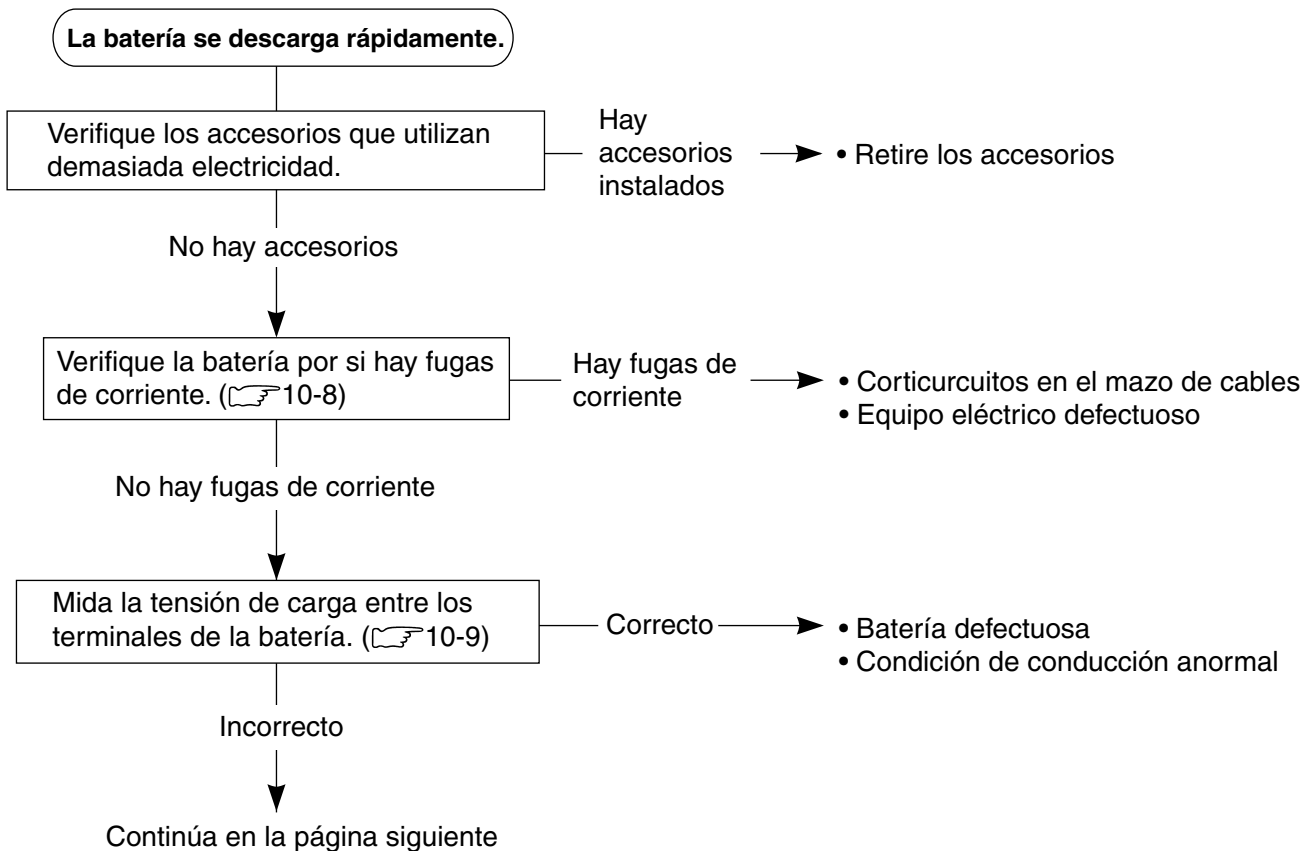 La batería se descarga rápidamente.
Verifique los accesorios que utilizan
demasiada electricidad.
Hay
accesorios
instalados
• Retire los accesorios
No hay accesorios
Verifique la batería por si hay fugas
de corriente. (☞10-8)
Hay fugas de
corriente
• Corticurcuitos en el mazo de cables
• Equipo eléctrico defectuoso
No hay fugas de corriente
Mida la tensión de carga entre los
terminales de la batería. (☞10-9)
Correcto
• Batería defectuosa
• Condición de conducción anormal
Incorrecto
Continúa en la página siguiente